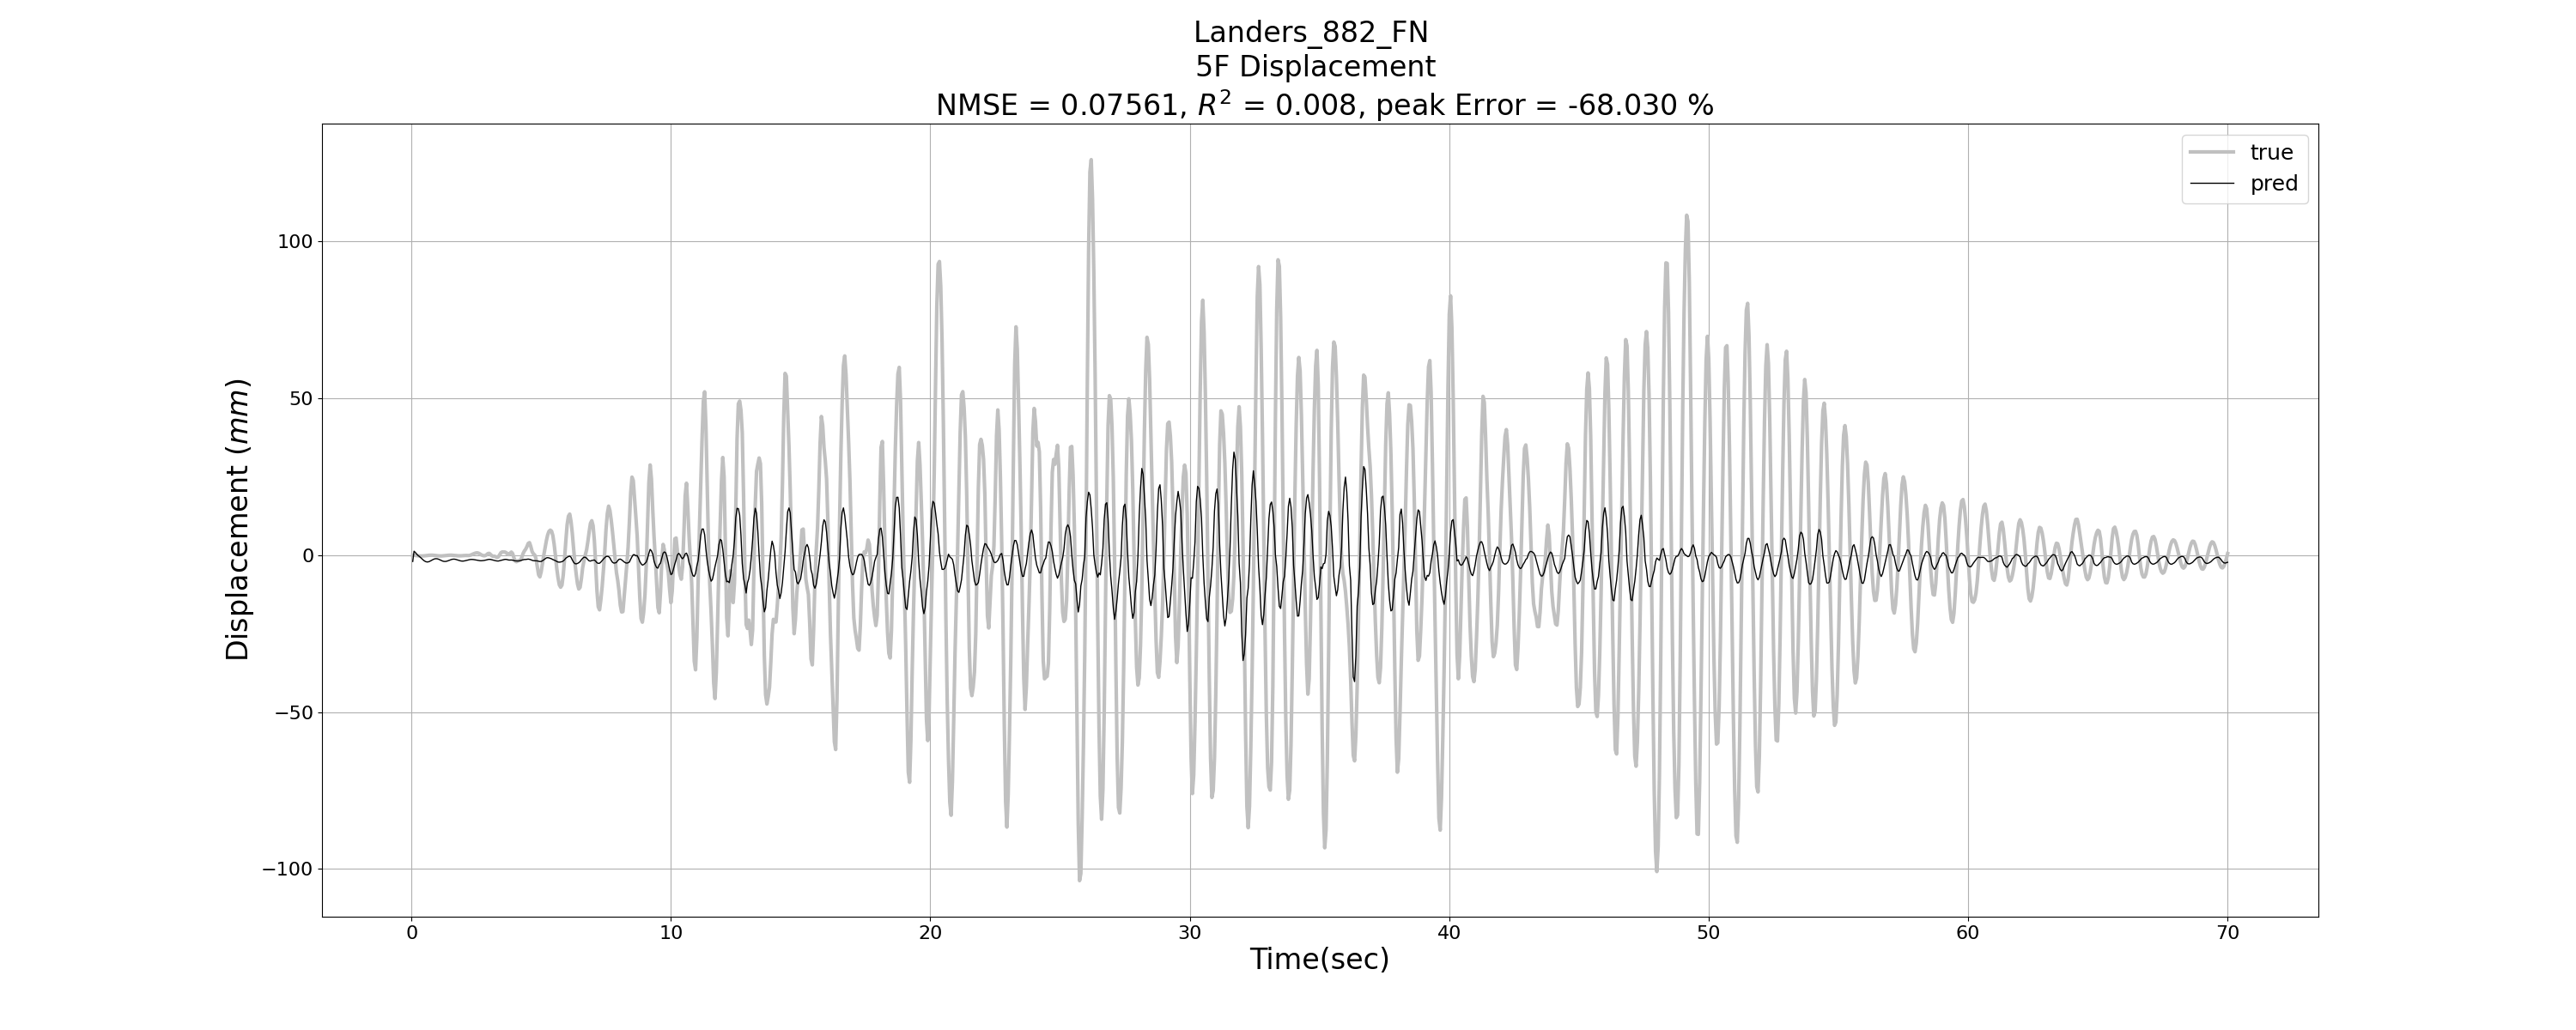 Landers_882_FN
5F Displacement
NMSE = 0.07561, R² = 0.008, peak Error = -68.030 %
true
pred
100
50
0
−50
−100
Displacement (mm)
0 10 20 30 40 50 60 70
Time(sec)